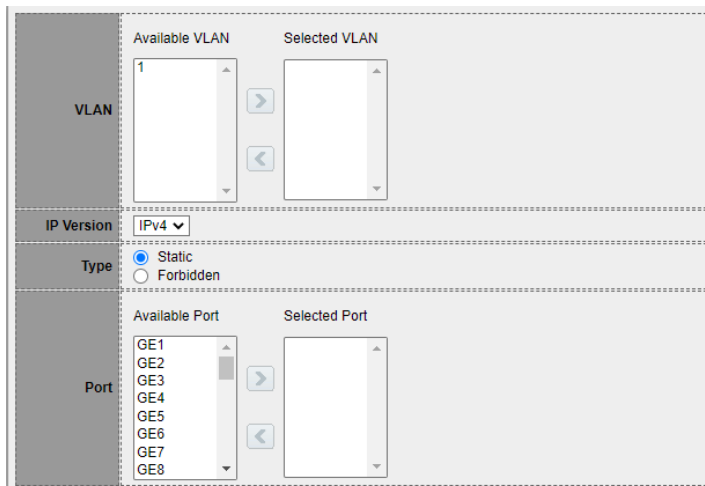 Available VLAN Selected VLAN
1
VLAN
IP Version IPv4
Type Static
Forbidden
Available Port Selected Port
GE1
GE2
GE3
GE4
Port GE5
GE6
GE7
GE8